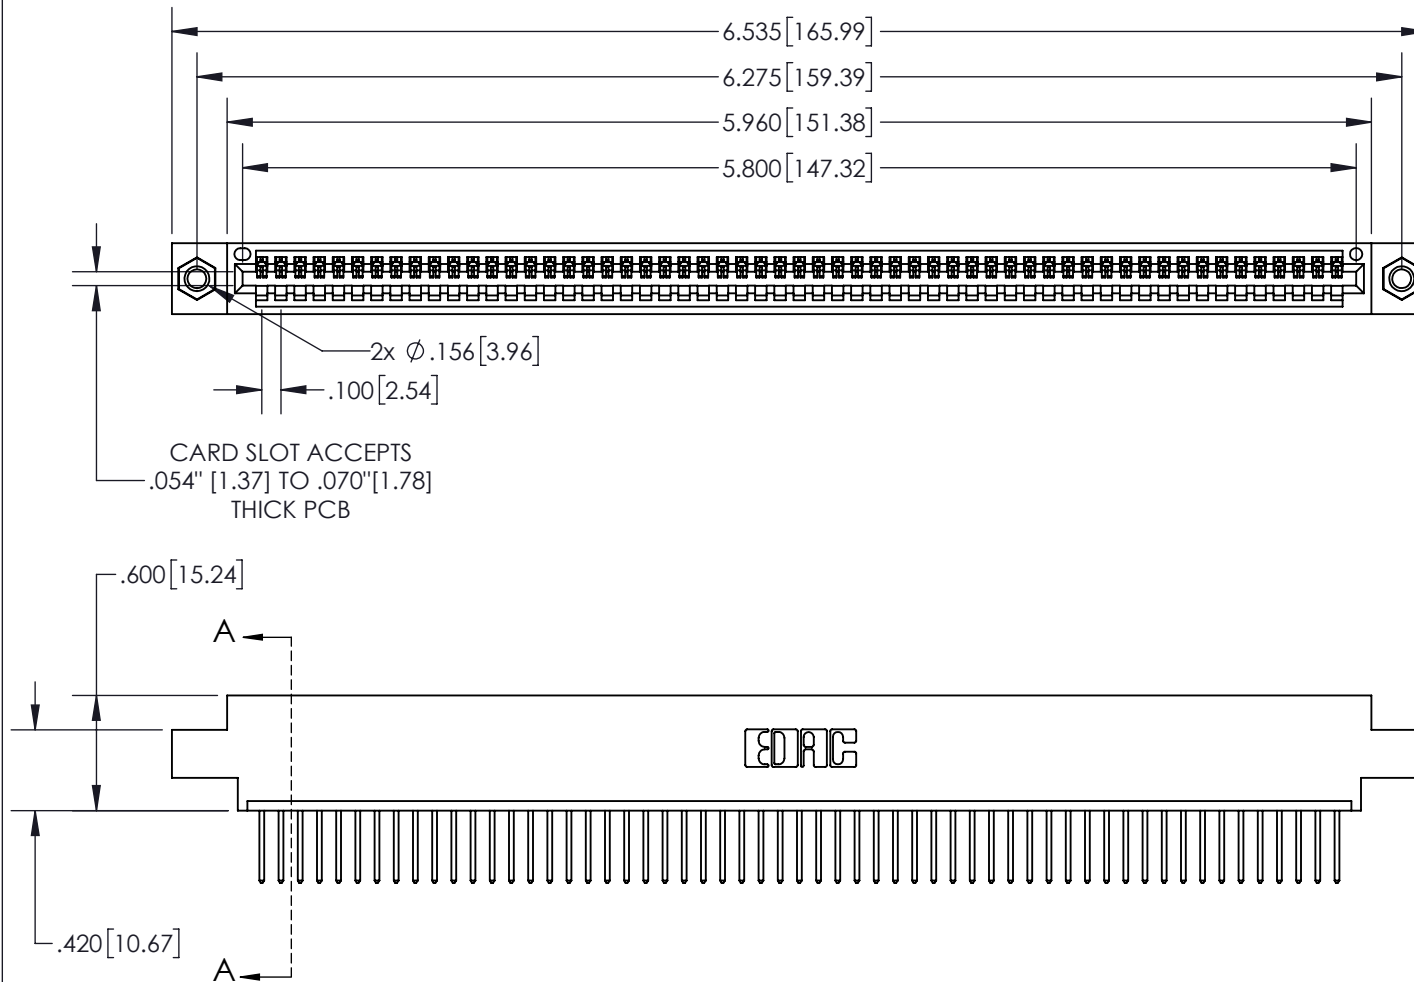 6.535[165.99]
6.275[159.39]
5.960[151.38]
5.800[147.32]
2x Ø.156[3.96]
.100[2.54]
CARD SLOT ACCEPTS
.054" [1.37] TO .070"[1.78]
THICK PCB
.600[15.24]
A
EDAC
.420[10.67]
A